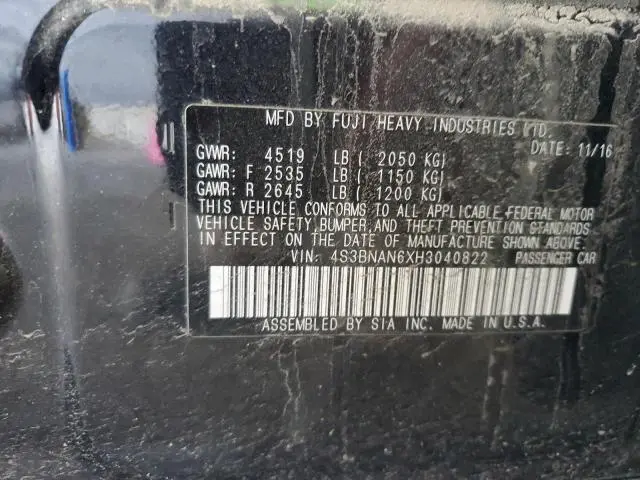 MFD BY FUJI HEAVY INDUSTRIES LTD.
DATE: 11/16
GVWR: 4519 LB ( 2050 KG)
GAWR: F 2535 LB ( 1150 KG)
GAWR: R 2645 LB ( 1200 KG)
THIS VEHICLE CONFORMS TO ALL APPLICABLE FEDERAL MOTOR
VEHICLE SAFETY, BUMPER, AND THEFT PREVENTION STANDARDS
IN EFFECT ON THE DATE OF MANUFACTURE SHOWN ABOVE.
VIN: 4S3BNAN6XH3040822 PASSENGER CAR
ASSEMBLED BY SIA INC. MADE IN U.S.A.